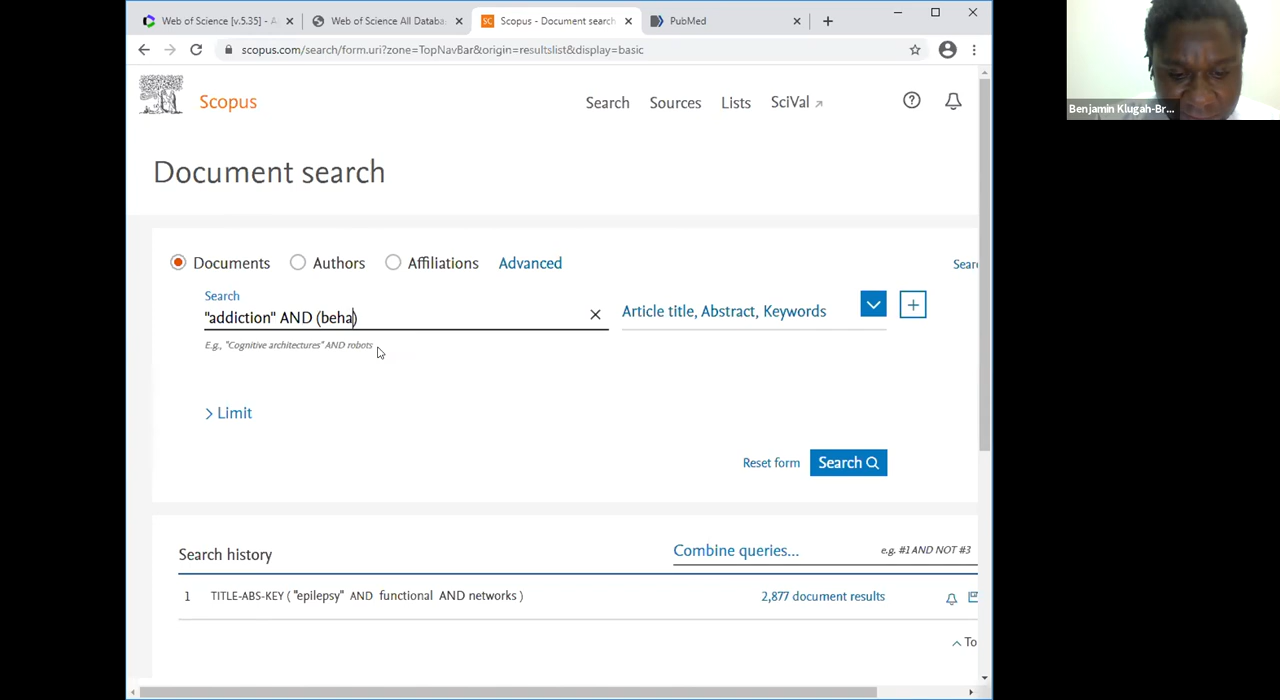 Web of Science [v.5.35] - A
Web of Science All Databa
SC Scopus - Document search
PubMed
scopus.com/search/form.uri?zone=TopNavBar&origin=resultslist&display=basic
Benjamin Klugah-Br...
Scopus
Search Sources Lists SciVal
Document search
Documents Authors Affiliations Advanced
Sear
Search
"addiction" AND (beha)
Article title, Abstract, Keywords
E.g., "Cognitive architectures" AND robots
Limit
Reset form
Search
Search history
Combine queries...
e.g. #1 AND NOT #3
1 TITLE-ABS-KEY ( "epilepsy" AND functional AND networks )
2,877 document results
To